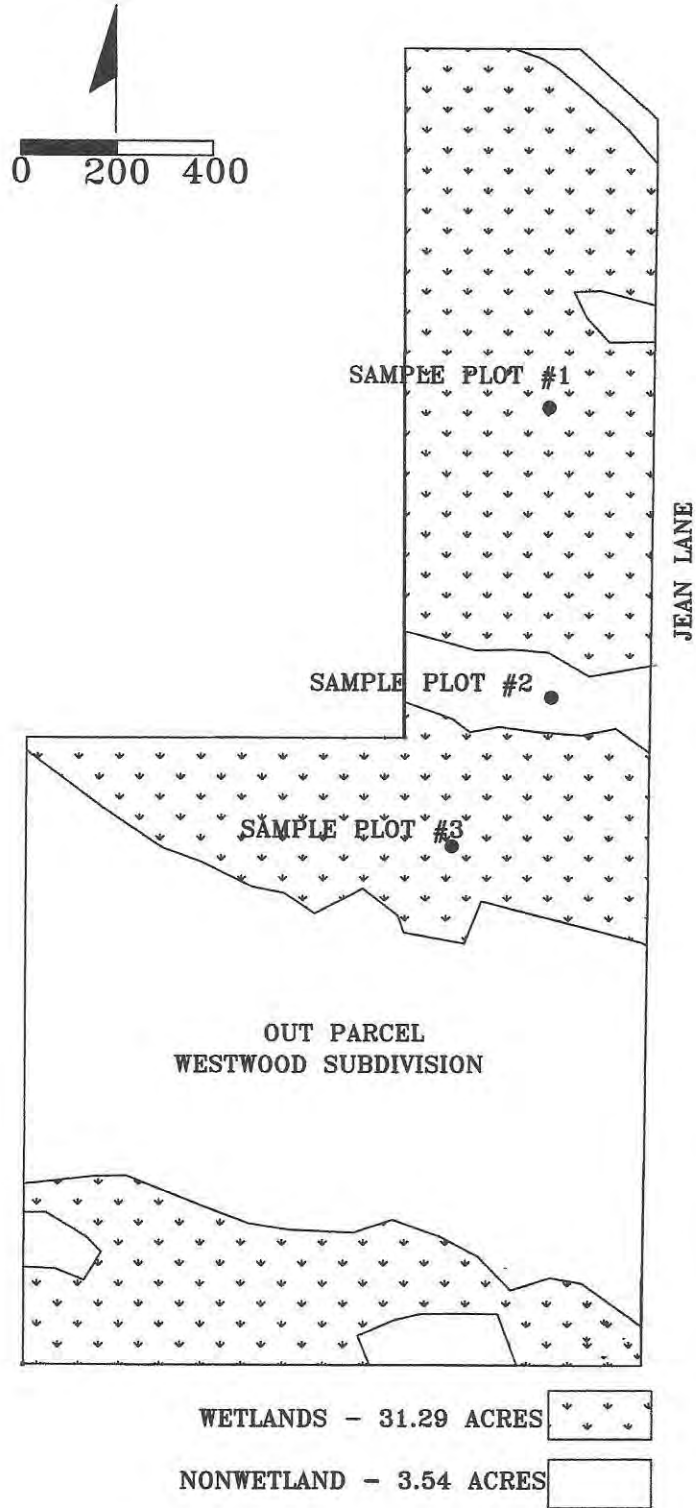 0 200 400
SAMPLE PLOT #1
JEAN LANE
SAMPLE PLOT #2
SAMPLE PLOT #3
OUT PARCEL
WESTWOOD SUBDIVISION
WETLANDS - 31.29 ACRES
NONWETLAND - 3.54 ACRES